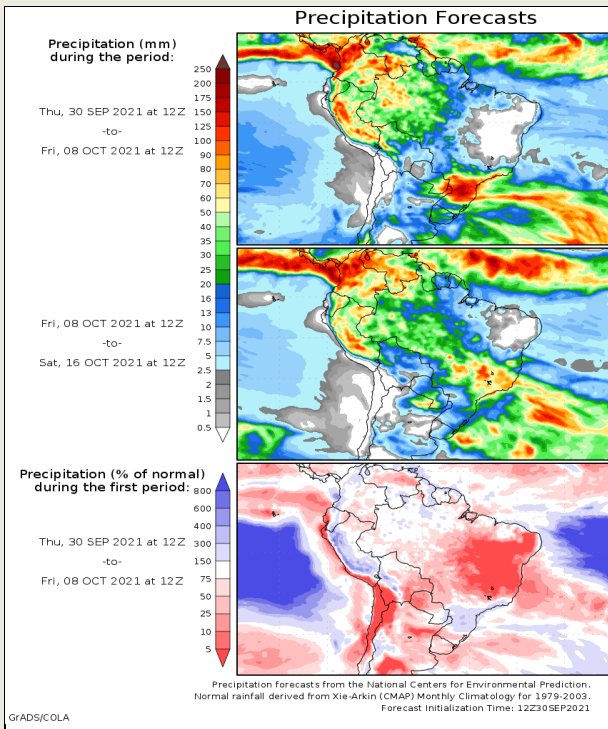 Precipitation Forecasts
Precipitation (mm)
during the period:
Thu, 30 SEP 2021 at 12Z
-to-
Fri, 08 OCT 2021 at 12Z
250
200
175
150
125
100
90
80
70
60
50
40
35
30
25
20
16
13
10
7.5
5
2.5
2
1.5
1
0.5
Fri, 08 OCT 2021 at 12Z
-to-
Sat, 16 OCT 2021 at 12Z
Precipitation (% of normal)
during the first period:
Thu, 30 SEP 2021 at 12Z
-to-
Fri, 08 OCT 2021 at 12Z
800
600
400
300
150
75
50
25
10
5
Precipitation forecasts from the National Centers for Environmental Prediction.
Normal rainfall derived from Xie-Arkin (CMAP) Monthly Climatology for 1979-2003.
Forecast Initialization Time: 12Z30SEP2021
GrADS/COLA